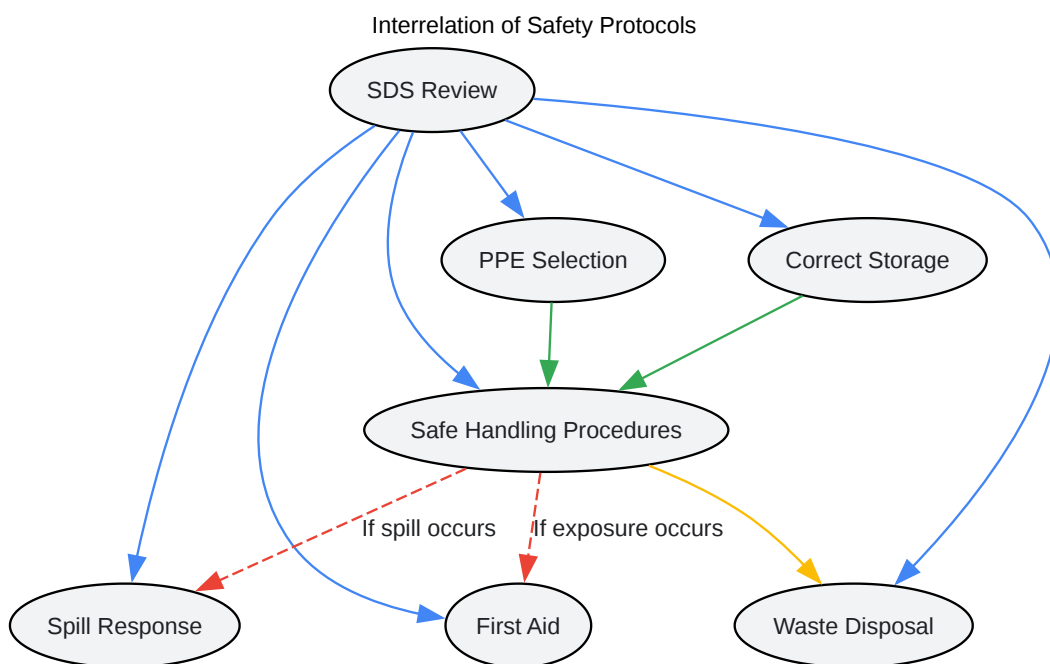 Interrelation of Safety Protocols
SDS Review
PPE Selection
Correct Storage
Safe Handling Procedures
If spill occurs
If exposure occurs
Spill Response
First Aid
Waste Disposal